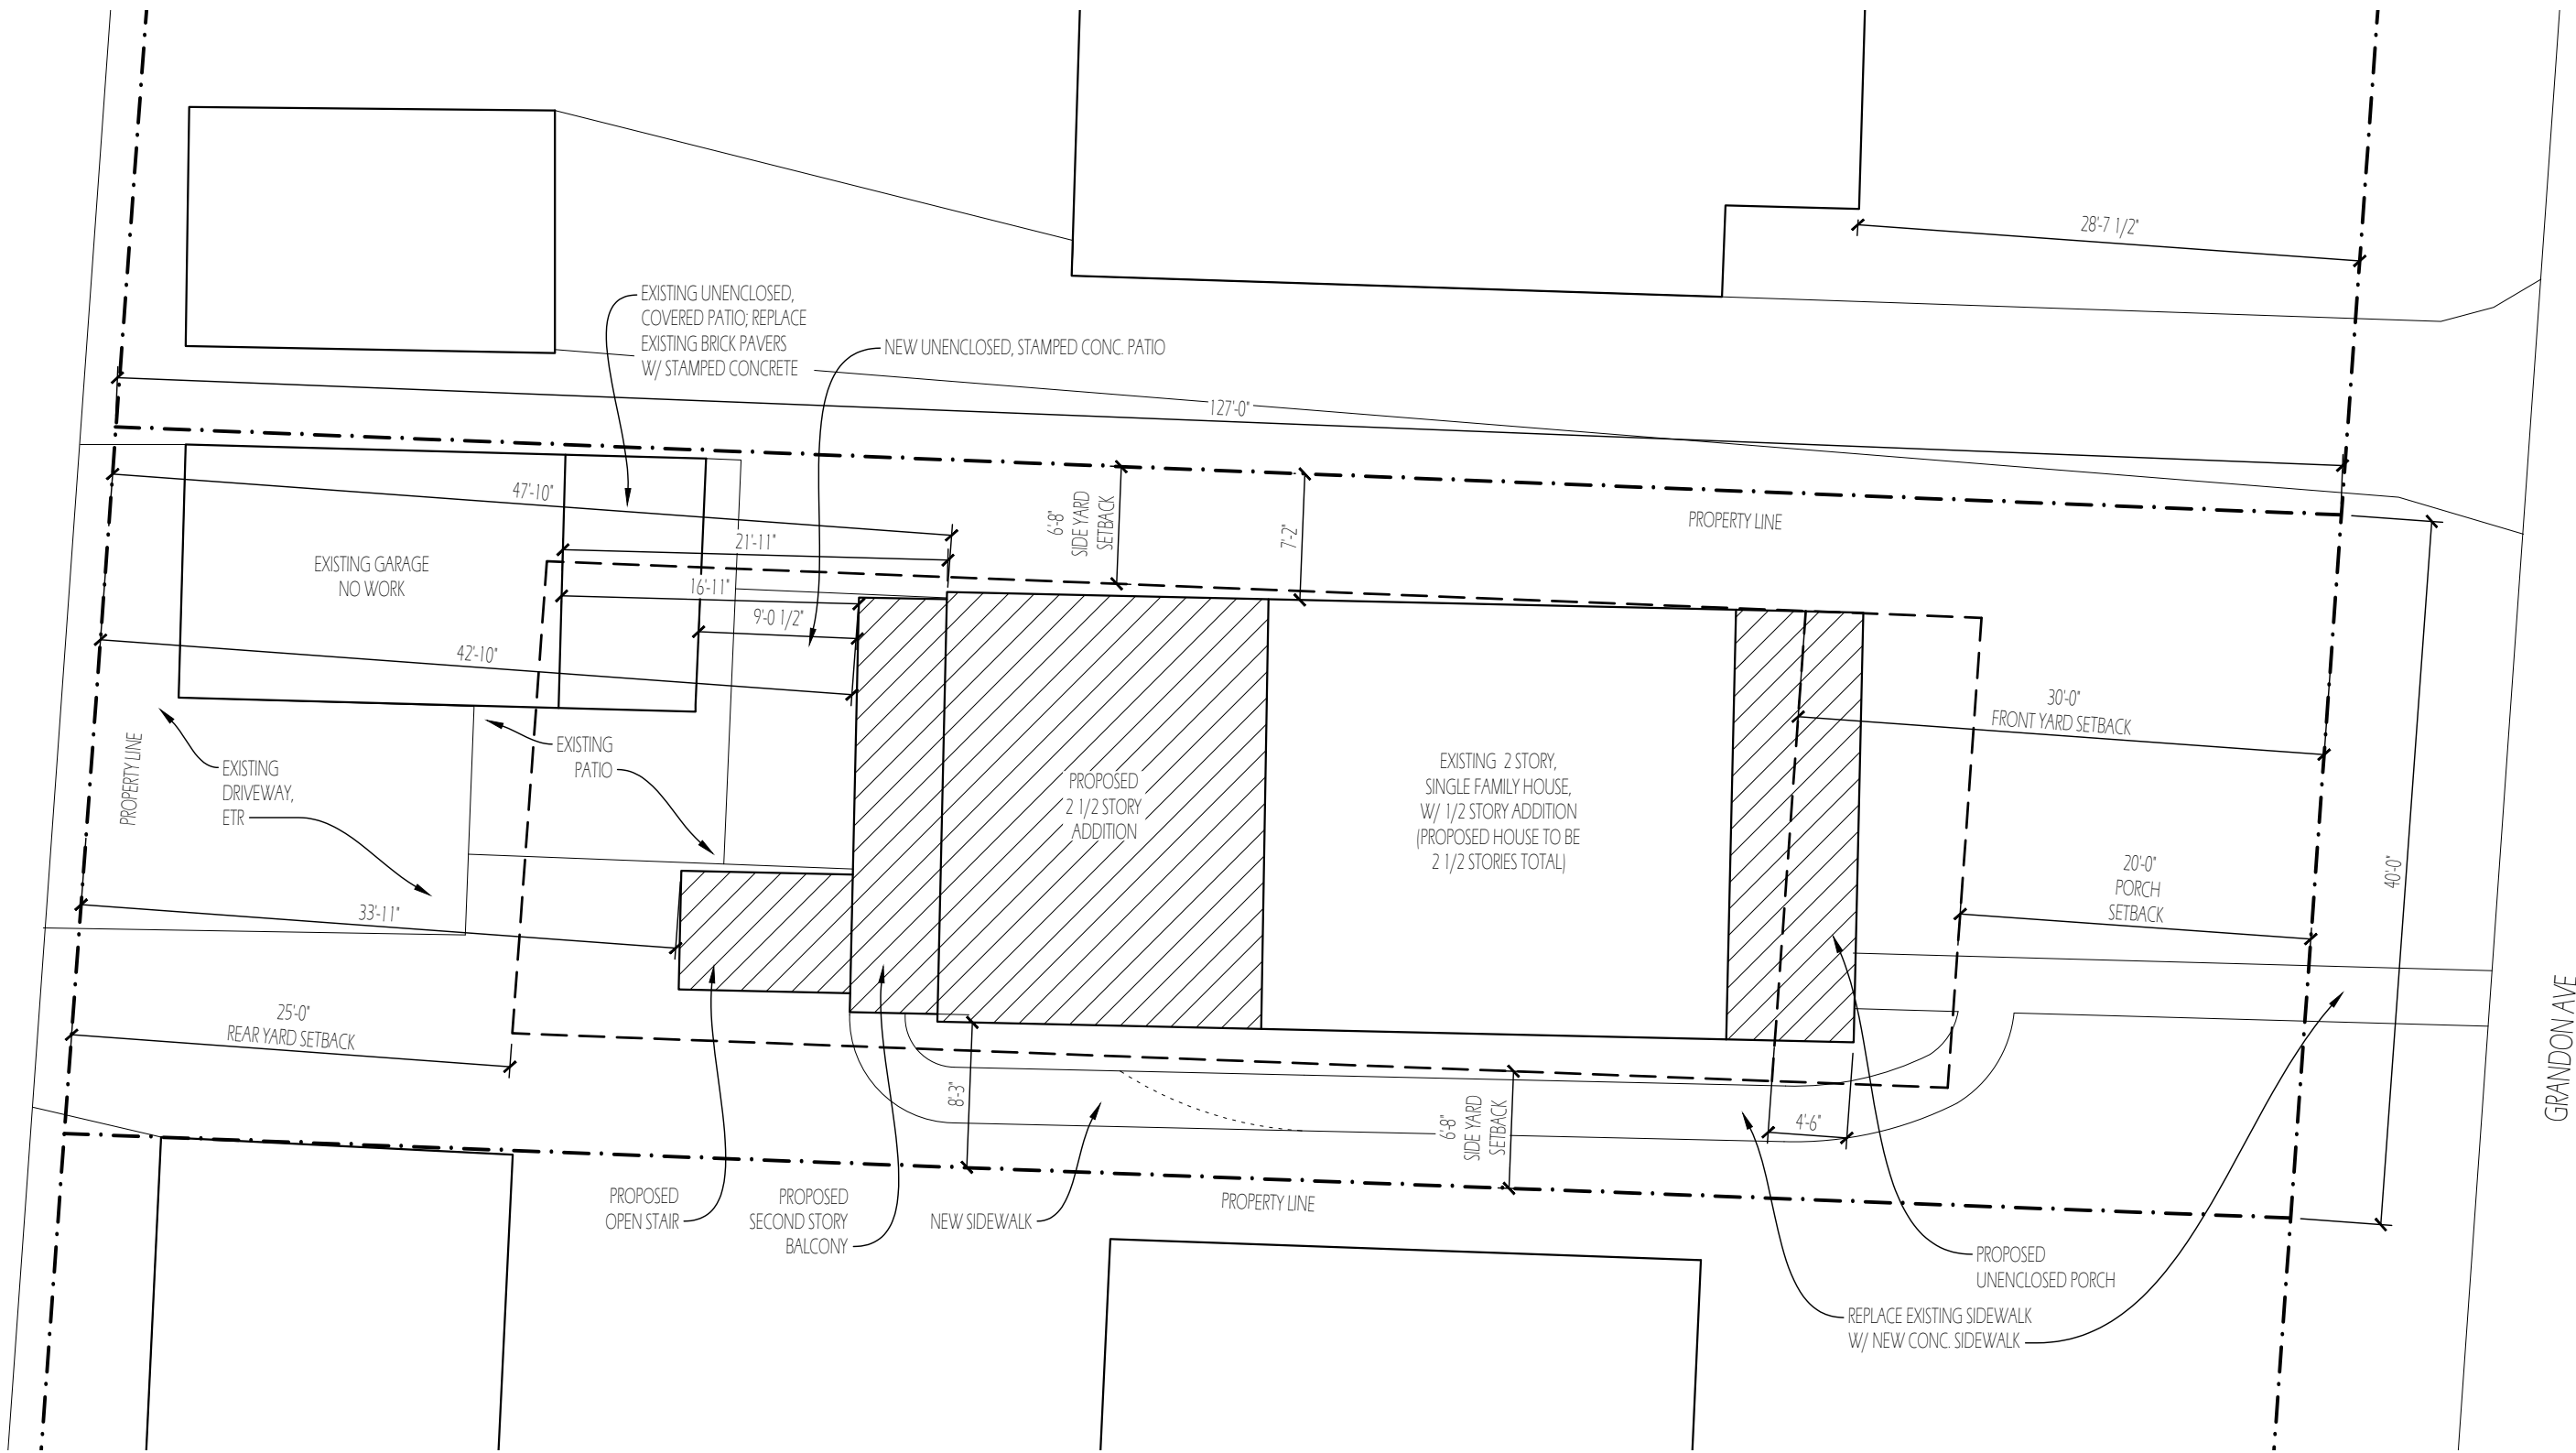 28'-7 1/2"
EXISTING UNENCLOSED,
COVERED PATIO; REPLACE
EXISTING BRICK PAVERS
W/ STAMPED CONCRETE
NEW UNENCLOSED, STAMPED CONC. PATIO
127'-0"
47'-10"
21'-11"
16'-11"
9'-0 1/2"
42'-10"
EXISTING GARAGE
NO WORK
6'-8"
SIDE YARD
SETBACK
7'-2"
PROPERTY LINE
30'-0"
FRONT YARD SETBACK
PROPERTY LINE
EXISTING
DRIVEWAY,
ETR
EXISTING
PATIO
PROPOSED
2 1/2 STORY
ADDITION
EXISTING 2 STORY,
SINGLE FAMILY HOUSE,
W/ 1/2 STORY ADDITION
(PROPOSED HOUSE TO BE
2 1/2 STORIES TOTAL)
20'-0"
PORCH
SETBACK
40'-0"
33'-11"
25'-0"
REAR YARD SETBACK
8'-3"
6'-8"
SIDE YARD
SETBACK
4'-6"
GRANDON AVE
PROPOSED
OPEN STAIR
PROPOSED
SECOND STORY
BALCONY
NEW SIDEWALK
PROPERTY LINE
PROPOSED
UNENCLOSED PORCH
REPLACE EXISTING SIDEWALK
W/ NEW CONC. SIDEWALK